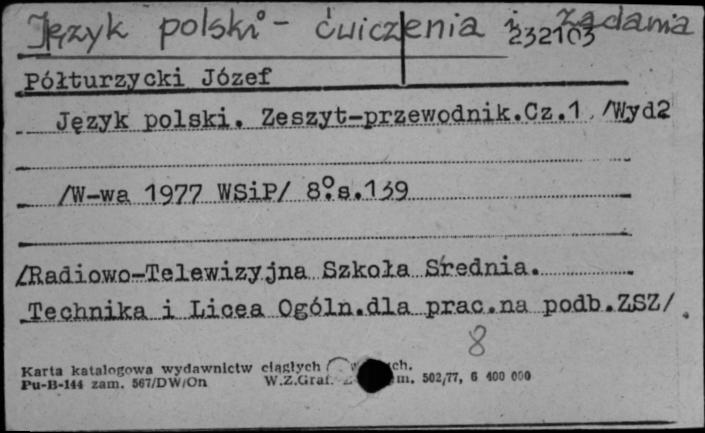 Język polski - ćwiczenia i zadania
232103
Półturzycki Józef
Język polski. Zeszyt-przewodnik.Cz.1 /Wyd2
/W-wa 1977 WSiP/ 8° s.139
/Radiowo-Telewizyjna Szkoła Średnia.
Technika i Licea Ogóln.dla prac.na podb.ZSZ/.
8
Karta katalogowa wydawnictw ciągłych
Pu-B-144 zam. 567/DW/On W.Z.Graf. zam. 502/77, 6 400 000